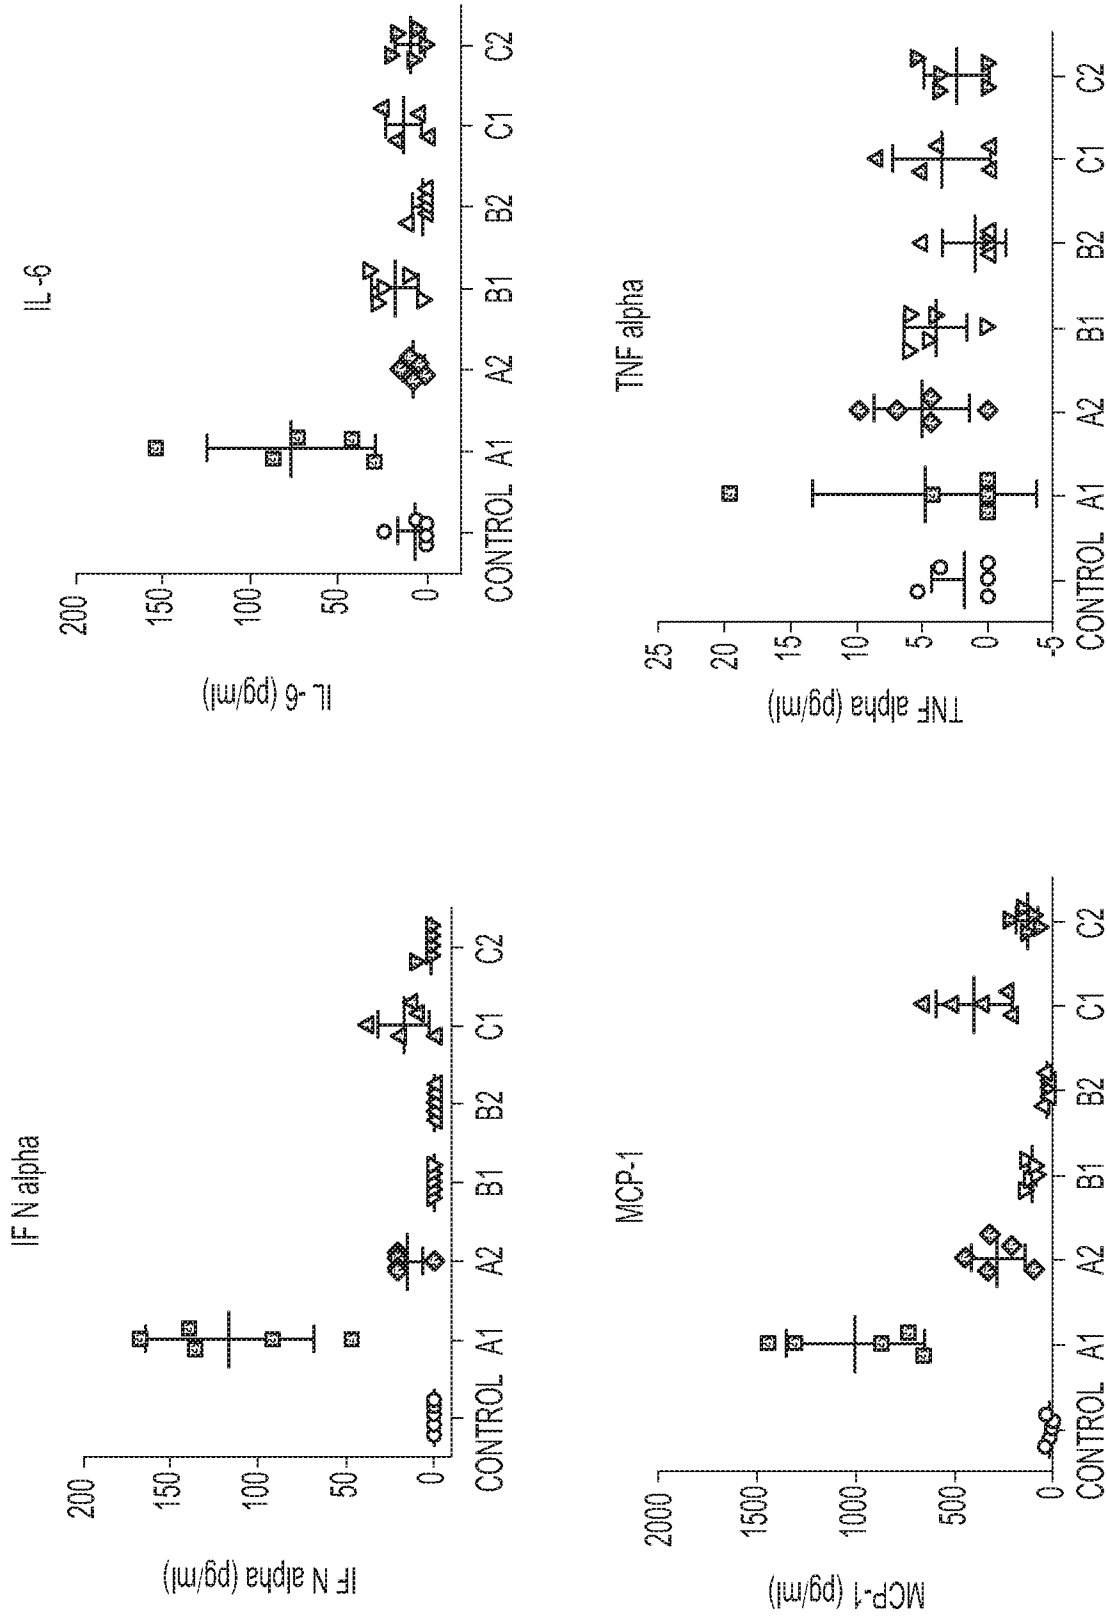 IF N alpha
IF N alpha (pg/ml)
200
150
100
50
0
CONTROL A1 A2 B1 B2 C1 C2
IL -6
IL -6 (pg/ml)
200
150
100
50
0
CONTROL A1 A2 B1 B2 C1 C2
MCP-1
MCP-1 (pg/ml)
2000
1500
1000
500
0
CONTROL A1 A2 B1 B2 C1 C2
TNF alpha
TNF alpha (pg/ml)
25
20
15
10
5
0
-5
CONTROL A1 A2 B1 B2 C1 C2